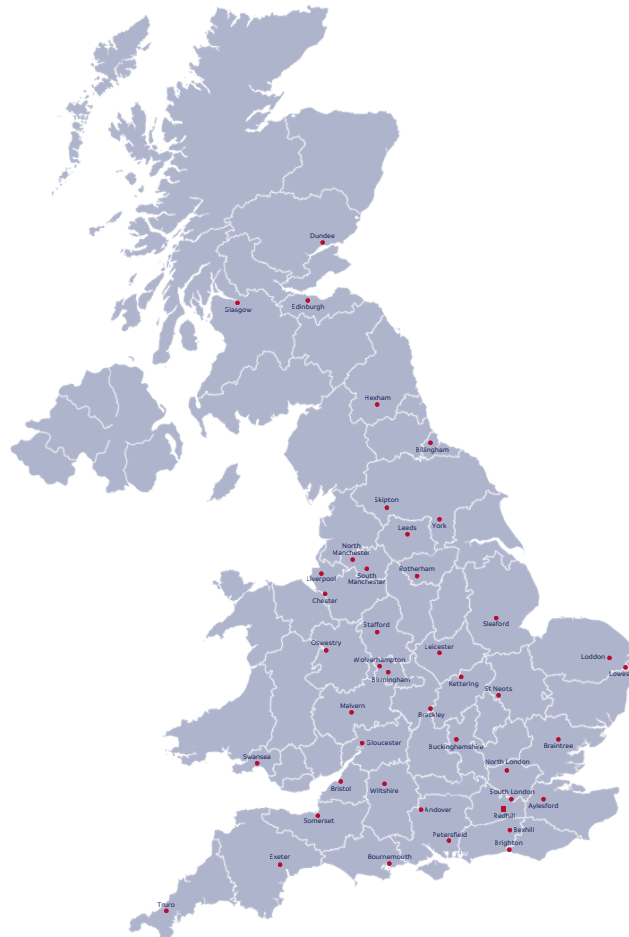 Dundee
Glasgow
Edinburgh
Hexham
Billingham
Skipton
York
Leeds
North
Manchester
South
Manchester
Liverpool
Rotherham
Chester
Sleaford
Stafford
Oswestry
Leicester
Loddon
Wolverhampton
Birmingham
Lowes
Kettering
St Neots
Malvern
Brackley
Gloucester
Buckinghamshire
Braintree
Swansea
North London
Bristol
Wiltshire
South London
Aylesford
Somerset
Andover
Redhill
Bexhill
Petersfield
Brighton
Exeter
Bournemouth
Truro